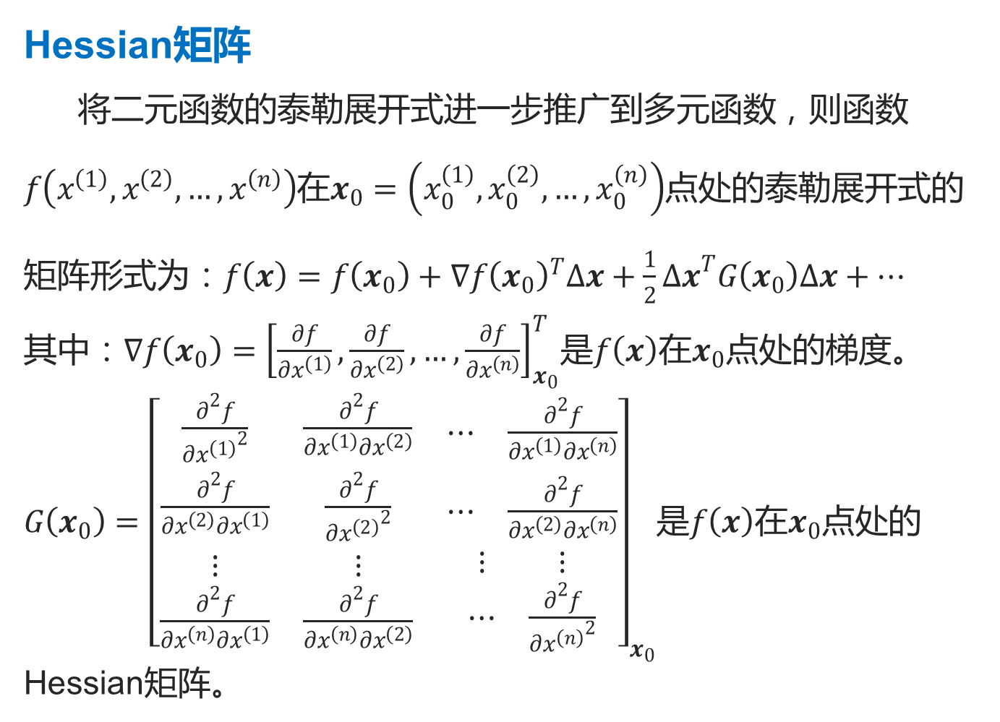 Hessian矩阵
将二元函数的泰勒展开式进一步推广到多元函数，则函数
$f(x^{(1)}, x^{(2)}, \ldots, x^{(n)})$在$\boldsymbol{x}_0 = \left(x_0^{(1)}, x_0^{(2)}, \ldots, x_0^{(n)}\right)$点处的泰勒展开式的
矩阵形式为：$f(\boldsymbol{x}) = f(\boldsymbol{x}_0) + \nabla f(\boldsymbol{x}_0)^T \Delta \boldsymbol{x} + \frac{1}{2} \Delta \boldsymbol{x}^T G(\boldsymbol{x}_0) \Delta \boldsymbol{x} + \cdots$
其中：$\nabla f(\boldsymbol{x}_0) = \left[\frac{\partial f}{\partial x^{(1)}}, \frac{\partial f}{\partial x^{(2)}}, \ldots, \frac{\partial f}{\partial x^{(n)}}\right]^T_{\boldsymbol{x}_0}$是$f(\boldsymbol{x})$在$\boldsymbol{x}_0$点处的梯度。
$G(\boldsymbol{x}_0) = \begin{bmatrix} \frac{\partial^2 f}{\partial {x^{(1)}}^2} & \frac{\partial^2 f}{\partial x^{(1)} \partial x^{(2)}} & \cdots & \frac{\partial^2 f}{\partial x^{(1)} \partial x^{(n)}} \\ \frac{\partial^2 f}{\partial x^{(2)} \partial x^{(1)}} & \frac{\partial^2 f}{\partial {x^{(2)}}^2} & \cdots & \frac{\partial^2 f}{\partial x^{(2)} \partial x^{(n)}} \\ \vdots & \vdots & \vdots & \vdots \\ \frac{\partial^2 f}{\partial x^{(n)} \partial x^{(1)}} & \frac{\partial^2 f}{\partial x^{(n)} \partial x^{(2)}} & \cdots & \frac{\partial^2 f}{\partial {x^{(n)}}^2} \end{bmatrix}_{\boldsymbol{x}_0}$是$f(\boldsymbol{x})$在$\boldsymbol{x}_0$点处的
Hessian矩阵。